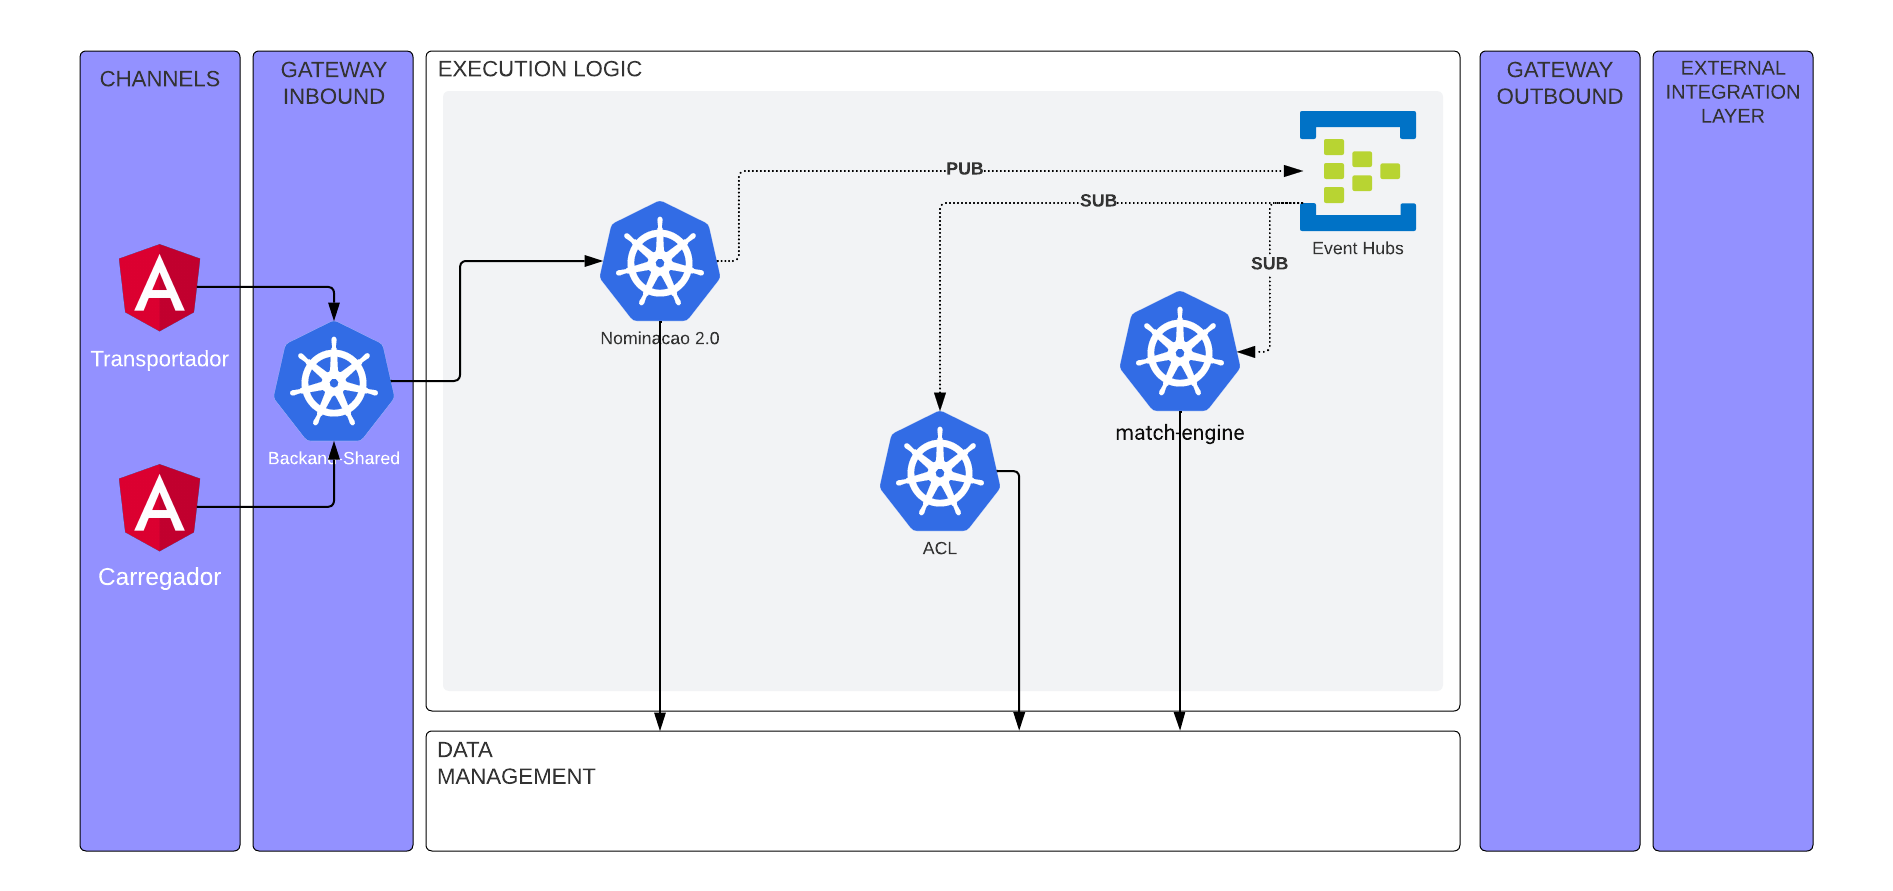 CHANNELS
GATEWAY
INBOUND
EXECUTION LOGIC
GATEWAY
OUTBOUND
EXTERNAL
INTEGRATION
LAYER
PUB
SUB
Event Hubs
SUB
Nominacao 2.0
Transportador
match-engine
Backand-Shared
ACL
Carregador
DATA
MANAGEMENT